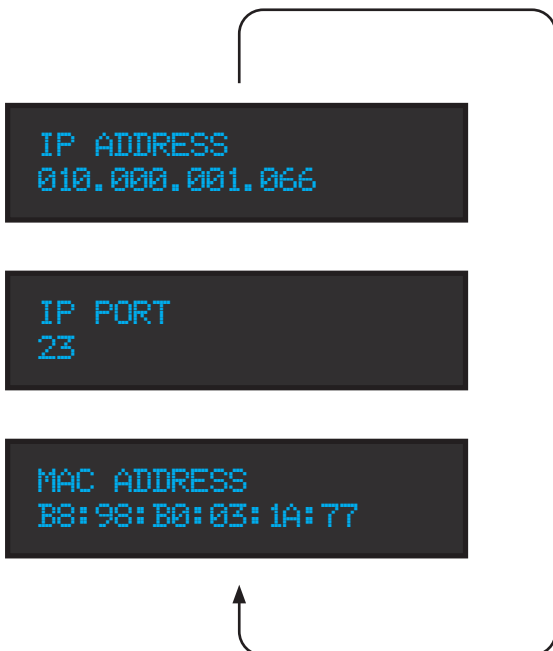 IP ADDRESS
010.000.001.066
IP PORT
23
MAC ADDRESS
B8:98:B0:03:1A:77